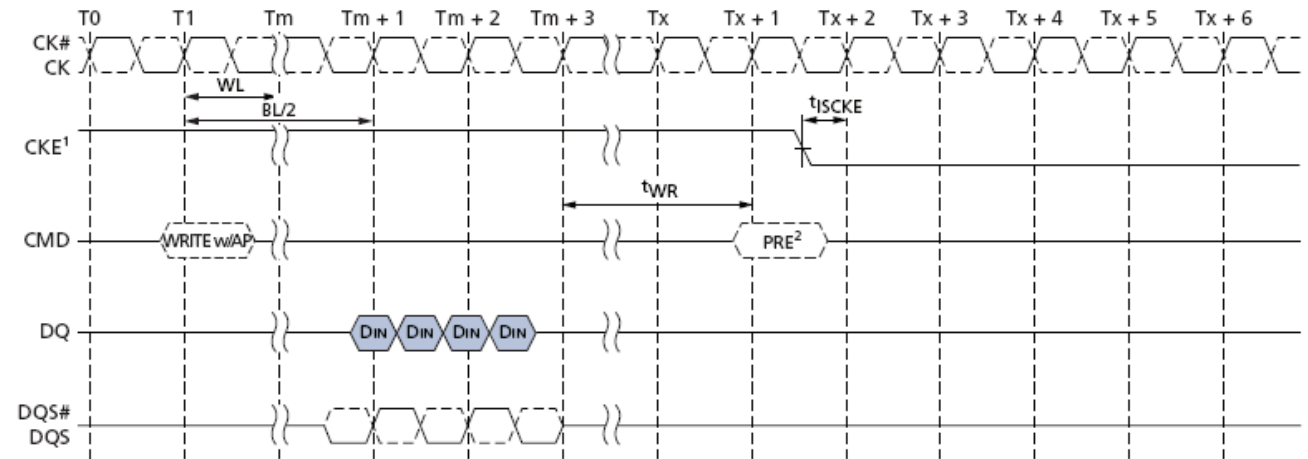 T0 T1 Tm Tm + 1 Tm + 2 Tm + 3 Tx Tx + 1 Tx + 2 Tx + 3 Tx + 4 Tx + 5 Tx + 6
CK#
CK
WL
BL/2
tISCKE
CKE1
tWR
CMD WRITE w/AP PRE2
DQ DIN DIN DIN DIN
DQS#
DQS